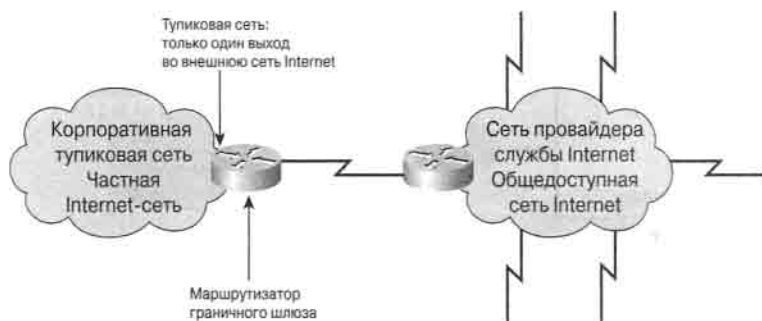 Тупиковая сеть:
только один выход
во внешнюю сеть Internet
Корпоративная
тупиковая сеть
Частная
Internet-сеть
Сеть провайдера
службы Internet
Общедоступная
сеть Internet
Маршрутизатор
граничного шлюза